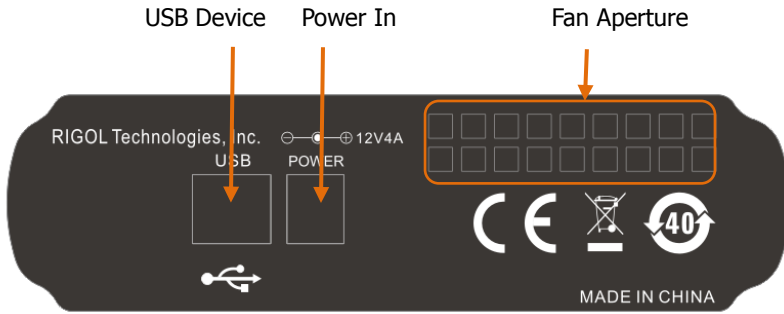 USB Device Power In Fan Aperture
RIGOL Technologies, Inc. 12V4A
USB POWER
CE 40
MADE IN CHINA